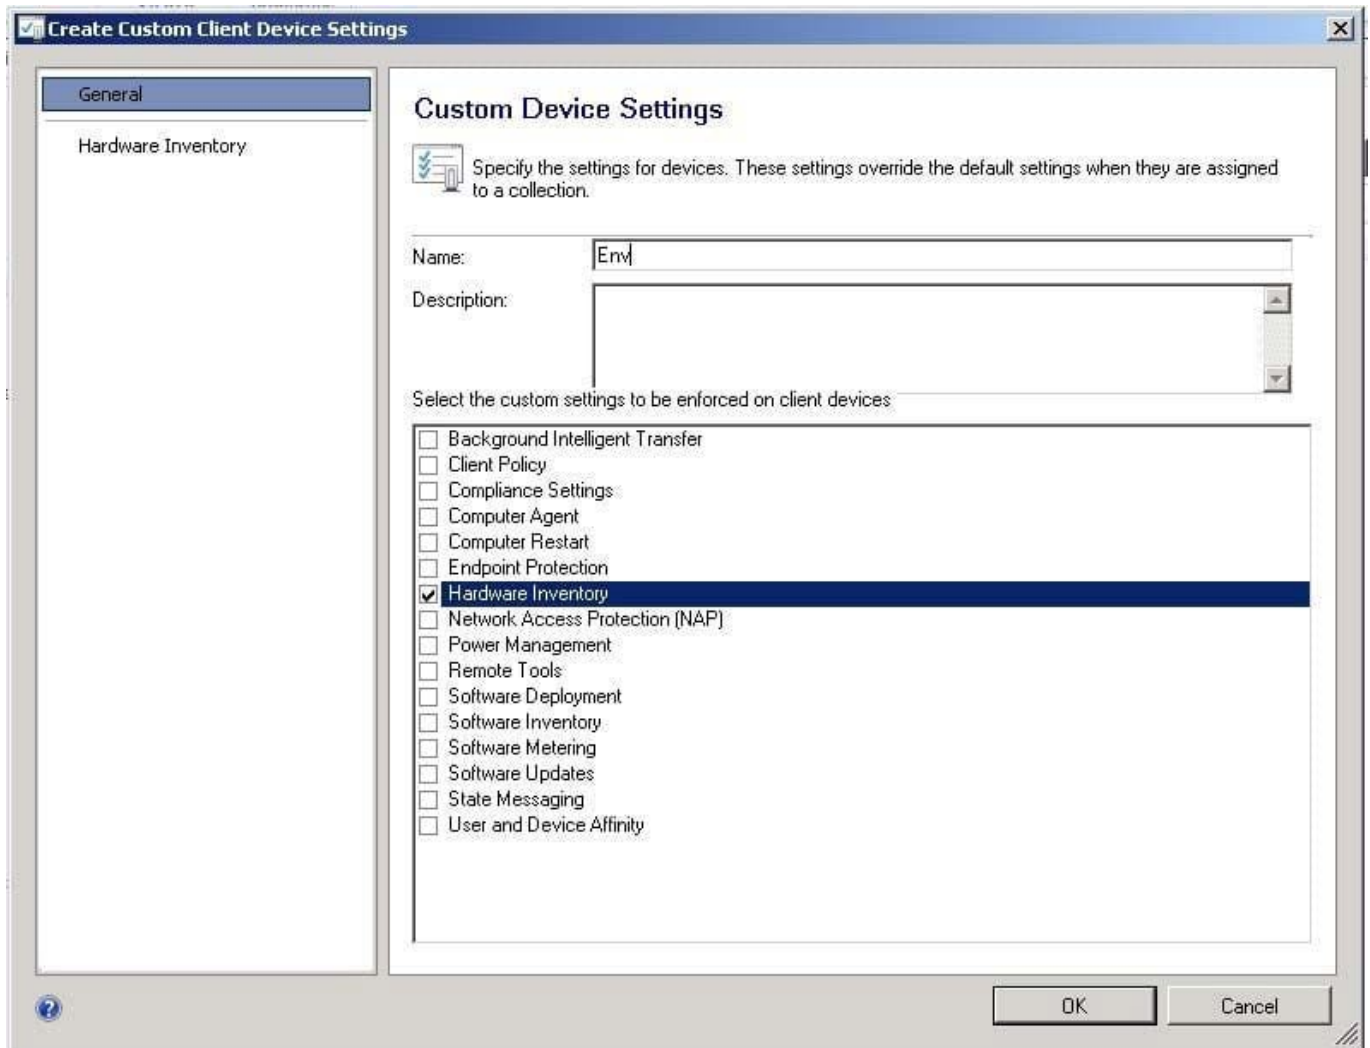 Create Custom Client Device Settings
General
Hardware Inventory
Custom Device Settings
Specify the settings for devices. These settings override the default settings when they are assigned
to a collection.
Name:
Env
Description:
Select the custom settings to be enforced on client devices
Background Intelligent Transfer
Client Policy
Compliance Settings
Computer Agent
Computer Restart
Endpoint Protection
Hardware Inventory
Network Access Protection (NAP)
Power Management
Remote Tools
Software Deployment
Software Inventory
Software Metering
Software Updates
State Messaging
User and Device Affinity
OK
Cancel